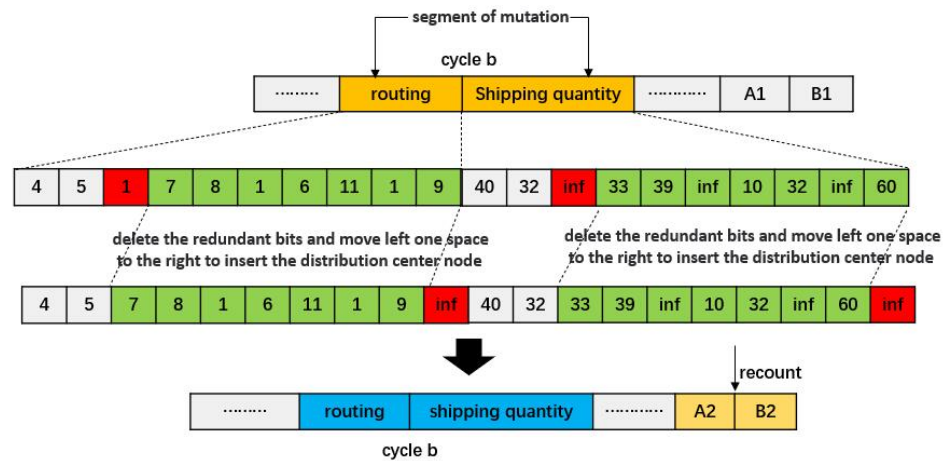 segment of mutation
cycle b
......... routing Shipping quantity ............ A1 B1
4 5 1 7 8 1 6 11 1 9 40 32 inf 33 39 inf 10 32 inf 60
delete the redundant bits and move left one space
to the right to insert the distribution center node
delete the redundant bits and move left one space
to the right to insert the distribution center node
4 5 7 8 1 6 11 1 9 inf 40 32 33 39 inf 10 32 inf 60 inf
recount
......... routing shipping quantity ............ A2 B2
cycle b